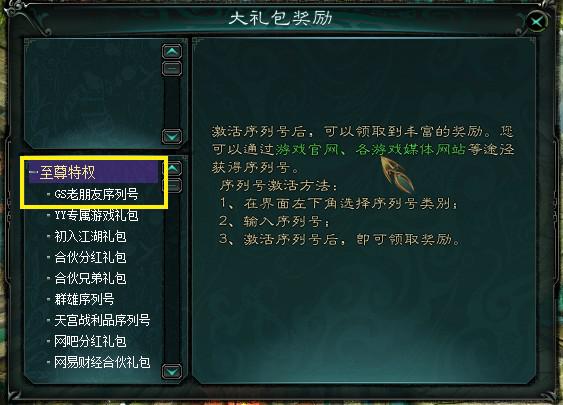 大礼包奖励
至尊特权
GS老朋友序列号
YY专属游戏礼包
初入江湖礼包
合伙分红礼包
合伙兄弟礼包
群雄序列号
天宫战利品序列号
网吧分红礼包
网易财经合伙礼包
激活序列号后，可以领取到丰富的奖励。您
可以通过游戏官网、各游戏媒体网站等途径
获得序列号。
序列号激活方法：
1、在界面左下角选择序列号类别；
2、输入序列号；
3、激活序列号后，即可领取奖励。